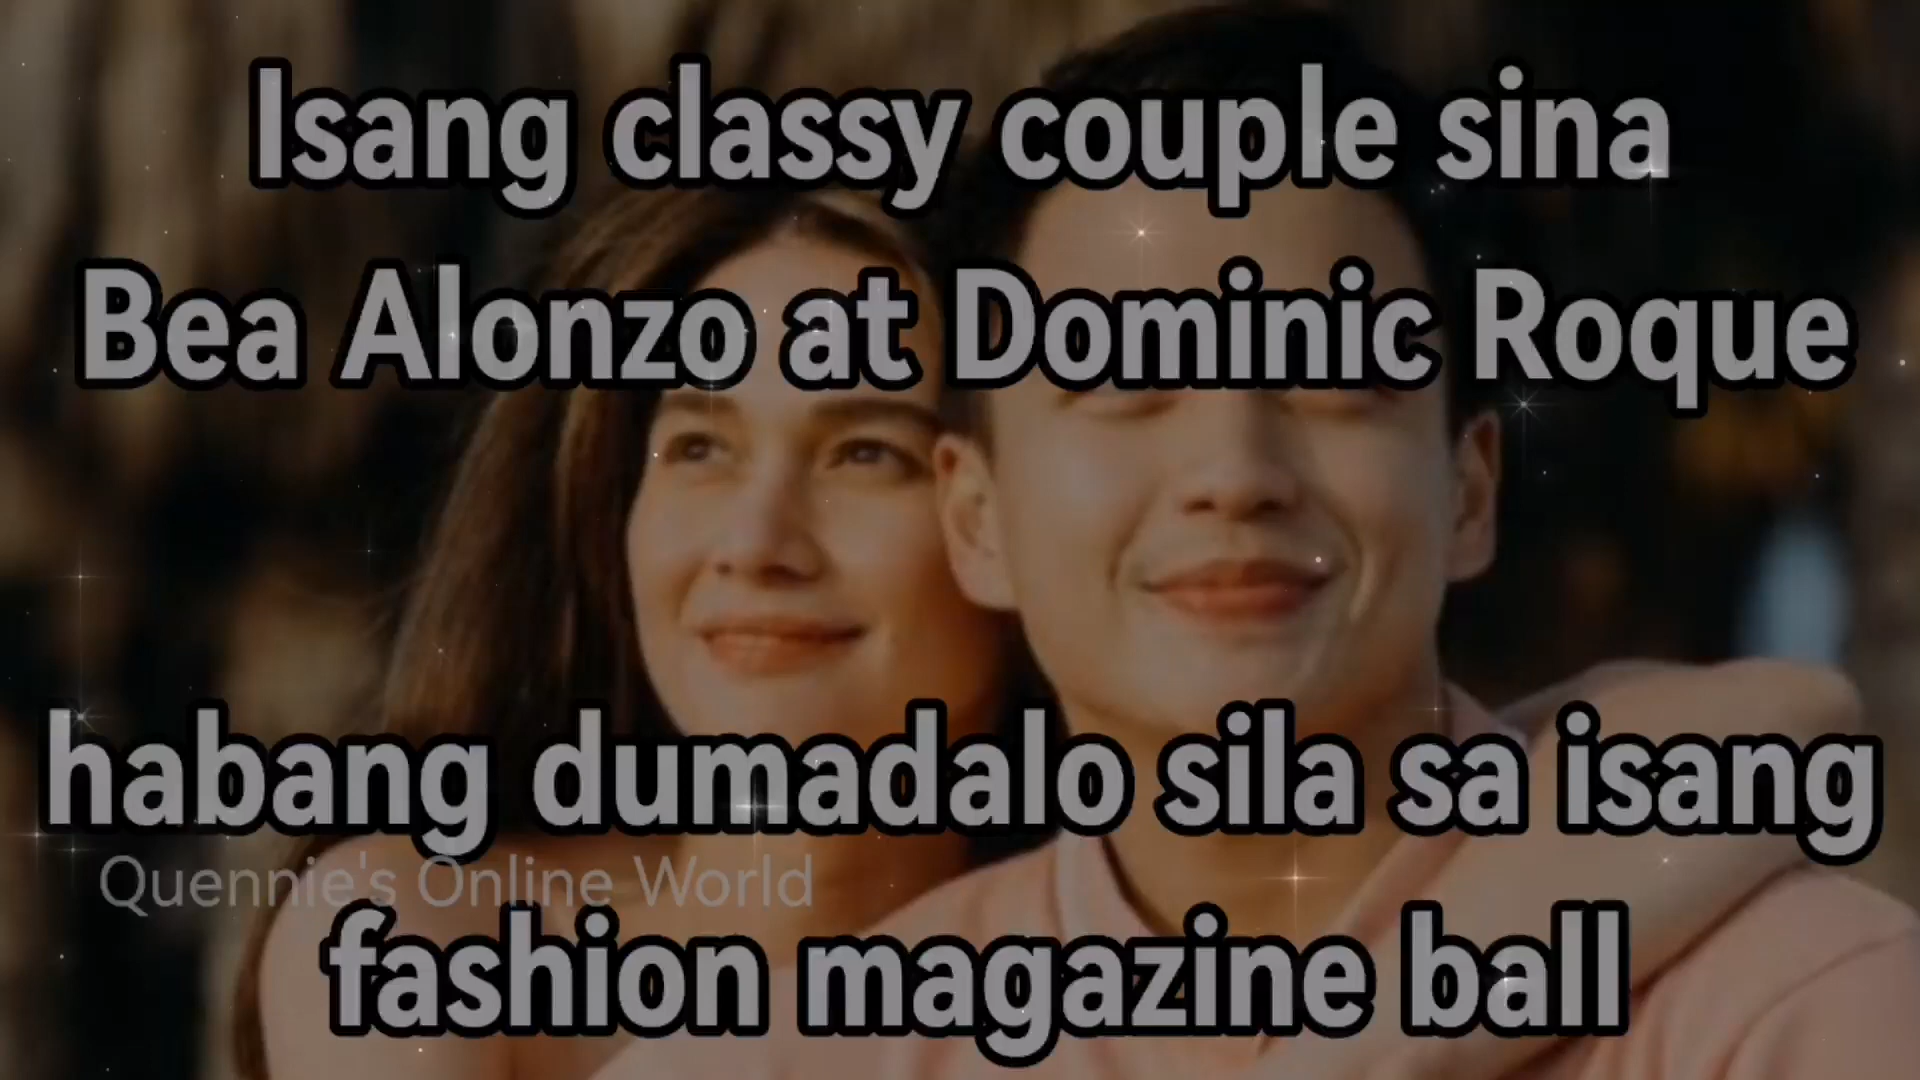 Isang classy couple sina
Bea Alonzo at Dominic Roque
habang dumadalo sila sa isang
Quennie's Online World
fashion magazine ball